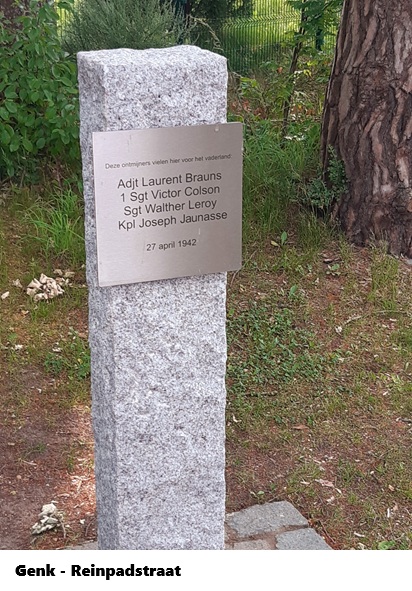 Deze ontmijners vielen hier voor het vaderland:
Adjt Laurent Brauns
1 Sgt Victor Colson
Sgt Walther Leroy
Kpl Joseph Jaunasse
27 april 1942
Genk - Reinpadstraat